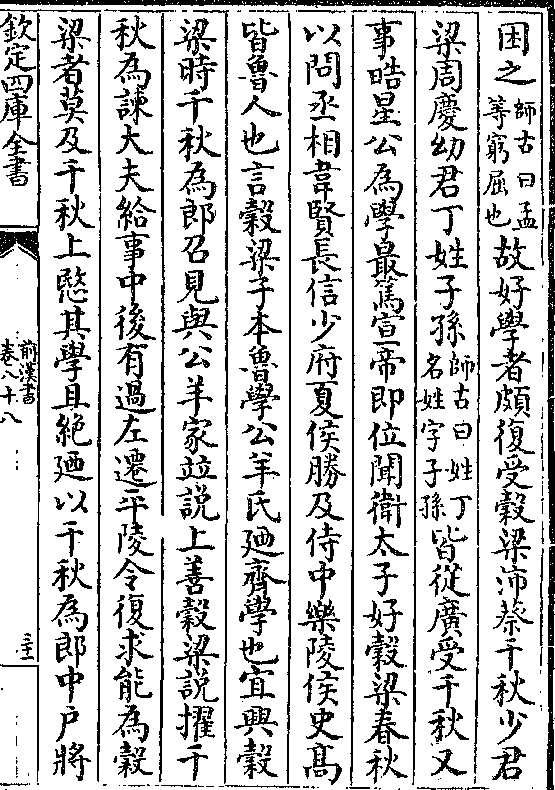 困之師古曰孟等窮屈也故好學者頗復受穀梁沛蔡千秋少君
梁周慶幼君丁姓子孫師古曰姓丁名姓字子孫皆從廣受千秋又
事皓星公為學最篤宣帝即位聞衛太子好穀梁春秋
以問丞相韋賢長信少府夏侯勝及侍中樂陵侯史髙
皆魯人也言穀梁子本魯學公羊氏廼齊學也宜興穀
梁時千秋為郎召見與公羊家竝說上善穀梁說擢千
秋為諫大夫給事中後有過左遷平陵令復求能為穀
梁者莫及千秋上愍其學且絶廼以千秋為郎中戶將
欽定四庫全書
前漢書
卷八十八
二十一